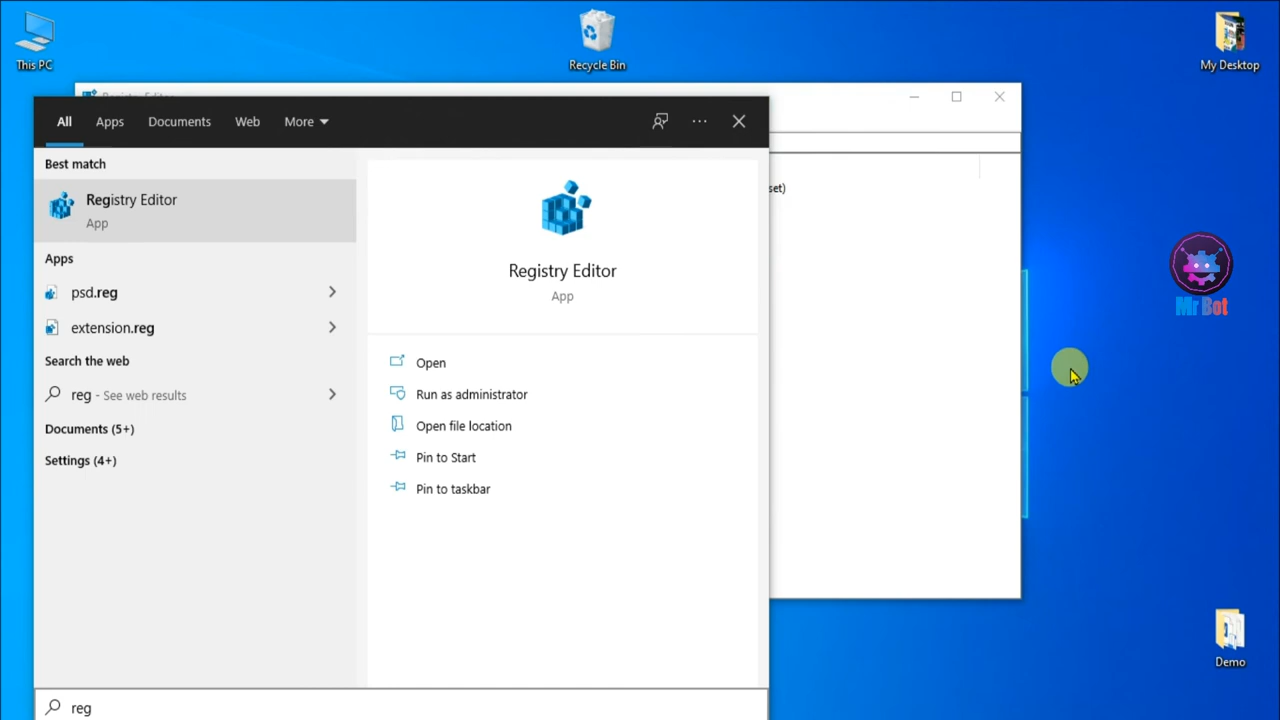 This PC
Recycle Bin
My Desktop
Registry Editor
All Apps Documents Web More
Best match
Registry Editor
App
set)
Registry Editor
App
Apps
psd.reg
extension.reg
Search the web
reg - See web results
Documents (5+)
Settings (4+)
Open
Run as administrator
Open file location
Pin to Start
Pin to taskbar
Mr Bot
Demo
reg